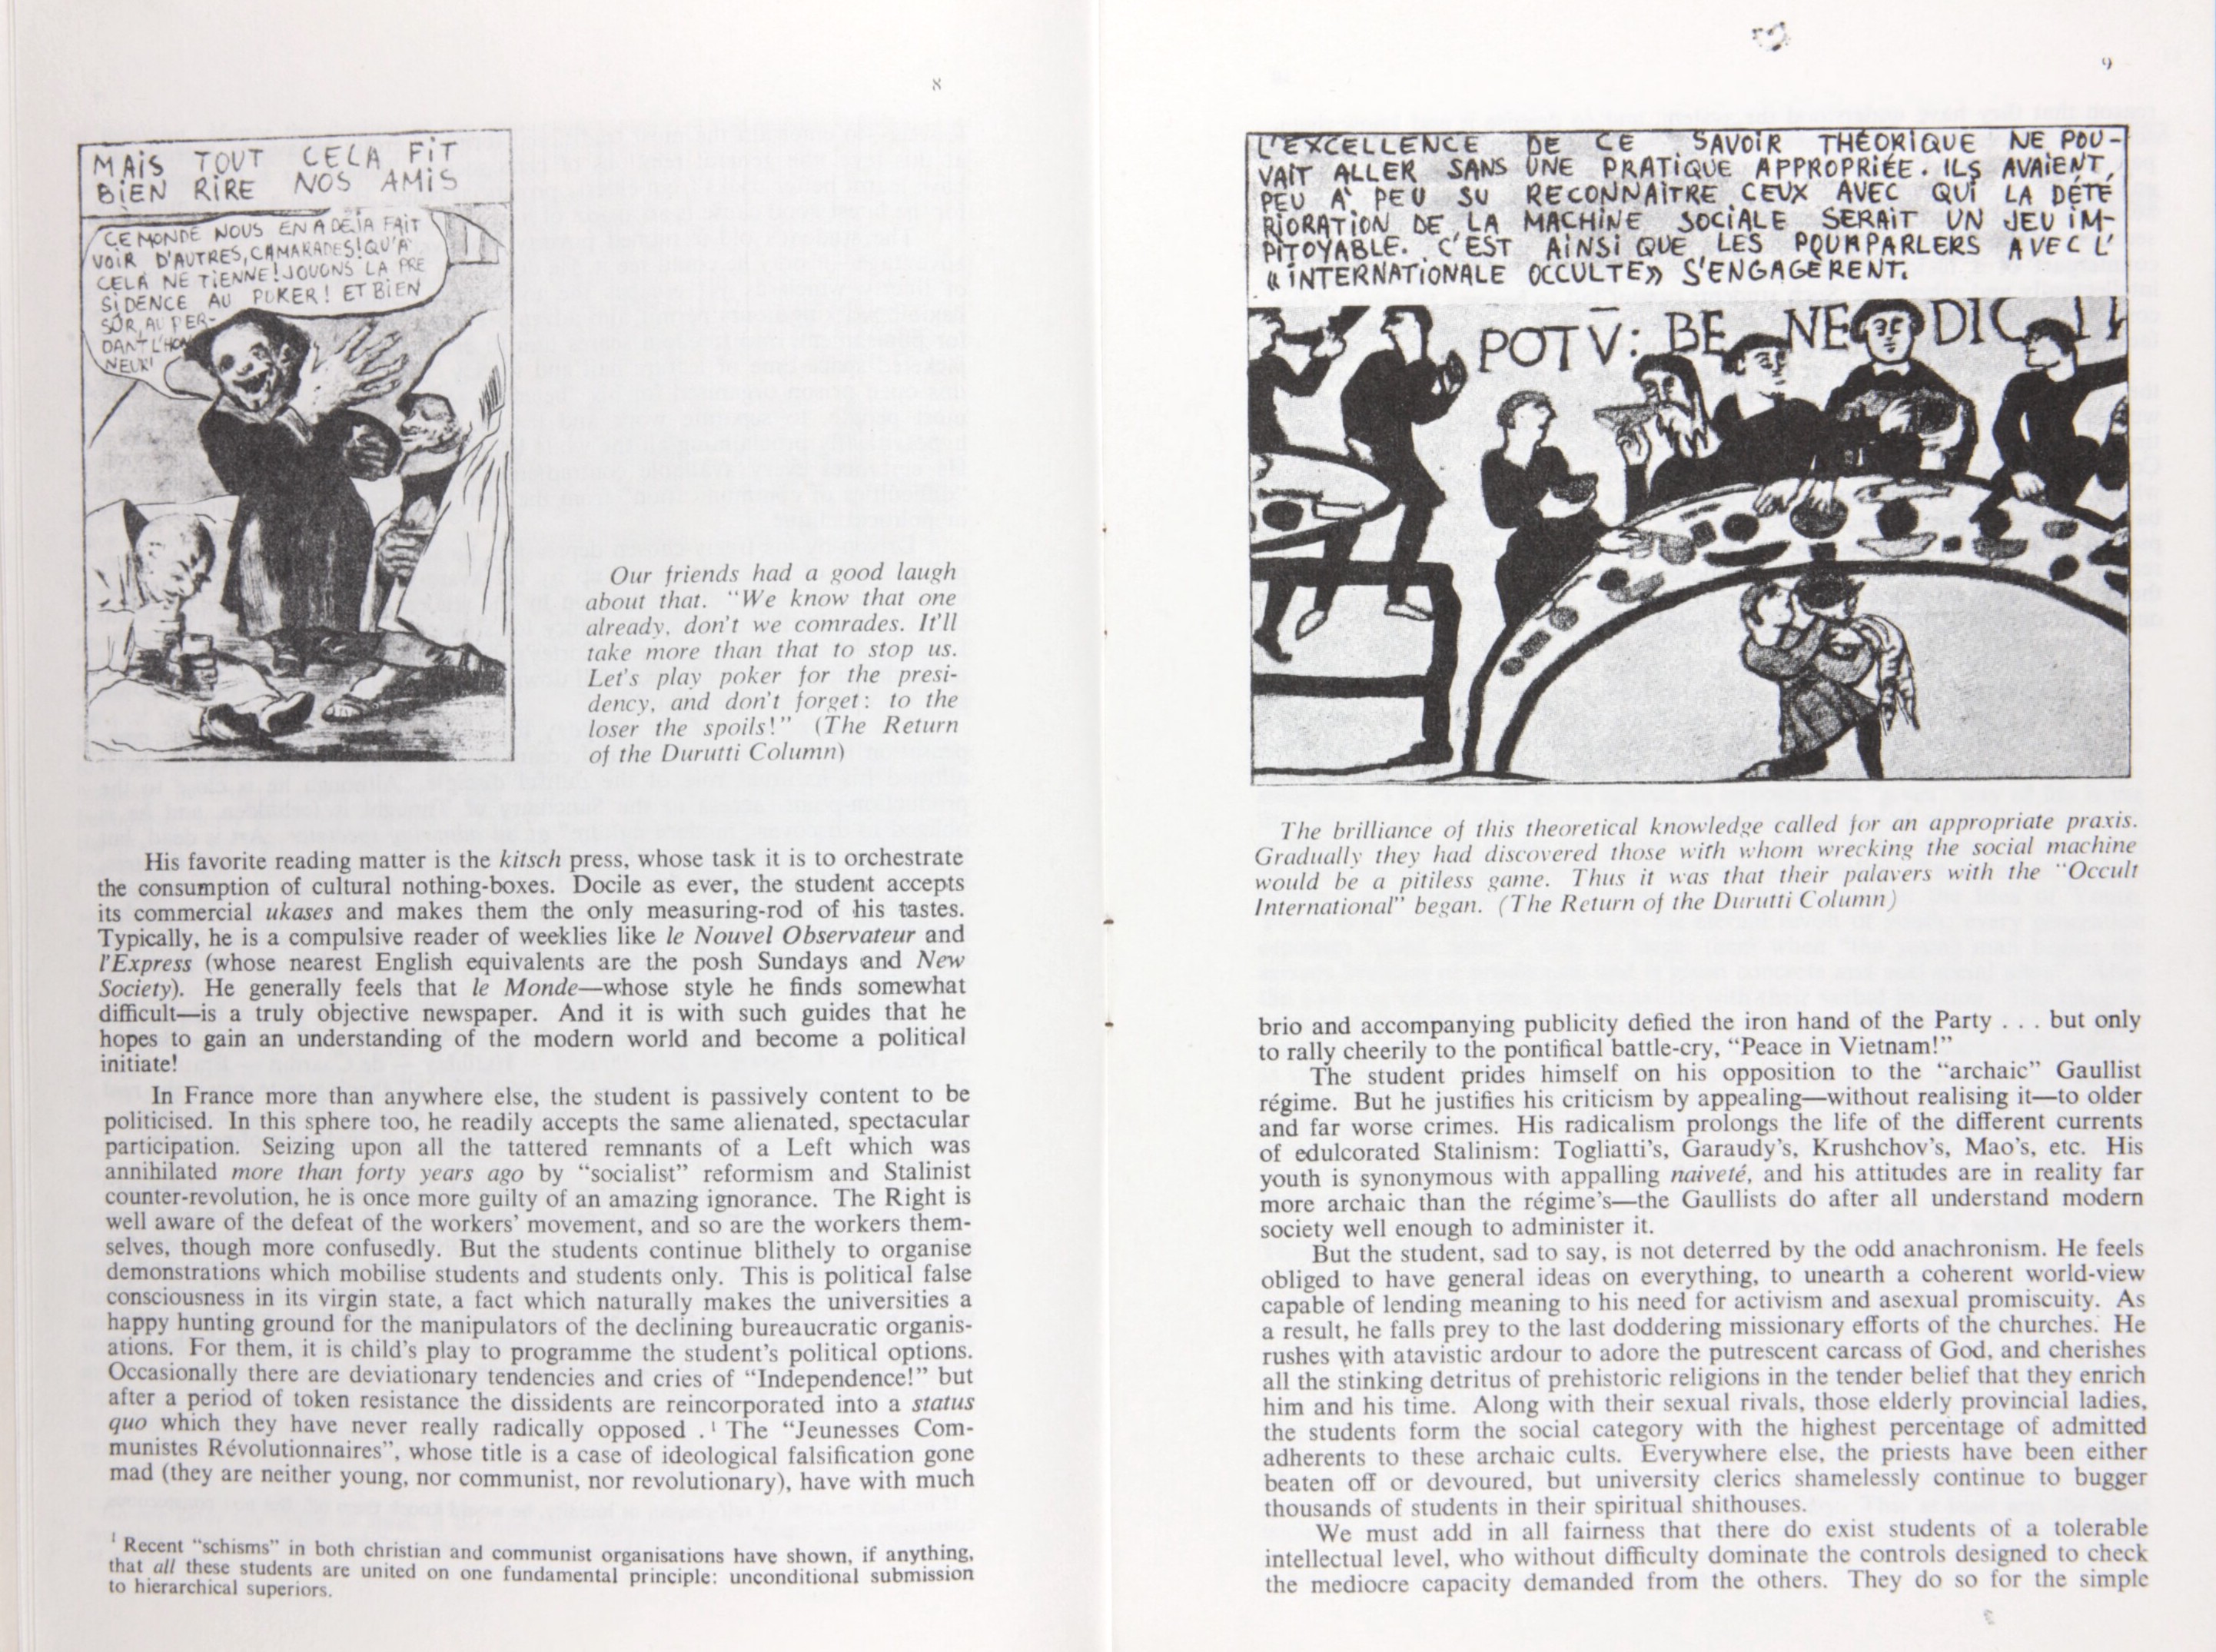 8
MAIS TOUT CELA FIT
BIEN RIRE NOS AMIS
CE MONDE NOUS EN A DEJA FAIT
VOIR D'AUTRES, CAMARADES! QU'A
CELA NE TIENNE! JOUONS LA PRE
SIDENCE AU POKER! ET BIEN
SÛR, AU PER-
DANT L'HON
NEUR!
Our friends had a good laugh
about that. “We know that one
already, don't we comrades. It'll
take more than that to stop us.
Let's play poker for the presi-
dency, and don't forget: to the
loser the spoils!” (The Return
of the Durutti Column)
His favorite reading matter is the kitsch press, whose task it is to orchestrate
the consumption of cultural nothing-boxes. Docile as ever, the student accepts
its commercial ukases and makes them the only measuring-rod of his tastes.
Typically, he is a compulsive reader of weeklies like le Nouvel Observateur and
l'Express (whose nearest English equivalents are the posh Sundays and New
Society). He generally feels that le Monde—whose style he finds somewhat
difficult—is a truly objective newspaper. And it is with such guides that he
hopes to gain an understanding of the modern world and become a political
initiate!
In France more than anywhere else, the student is passively content to be
politicised. In this sphere too, he readily accepts the same alienated, spectacular
participation. Seizing upon all the tattered remnants of a Left which was
annihilated more than forty years ago by “socialist” reformism and Stalinist
counter-revolution, he is once more guilty of an amazing ignorance. The Right is
well aware of the defeat of the workers' movement, and so are the workers them-
selves, though more confusedly. But the students continue blithely to organise
demonstrations which mobilise students and students only. This is political false
consciousness in its virgin state, a fact which naturally makes the universities a
happy hunting ground for the manipulators of the declining bureaucratic organis-
ations. For them, it is child's play to programme the student's political options.
Occasionally there are deviationary tendencies and cries of “Independence!” but
after a period of token resistance the dissidents are reincorporated into a status
quo which they have never really radically opposed .¹ The “Jeunesses Com-
munistes Révolutionnaires”, whose title is a case of ideological falsification gone
mad (they are neither young, nor communist, nor revolutionary), have with much
¹ Recent “schisms” in both christian and communist organisations have shown, if anything,
that all these students are united on one fundamental principle: unconditional submission
to hierarchical superiors.
9
L'EXCELLENCE DE CE SAVOIR THÉORIQUE NE POU-
VAIT ALLER SANS UNE PRATIQUE APPROPRIÉE. ILS AVAIENT,
PEU À PEU SU RECONNAITRE CEUX AVEC QUI LA DÉTÉ
RIORATION DE LA MACHINE SOCIALE SERAIT UN JEU IM-
PITOYABLE. C'EST AINSI QUE LES POURPARLERS AVEC L'
«INTERNATIONALE OCCULTE» S'ENGAGERENT.
POTV̄: BE NE DIC
The brilliance of this theoretical knowledge called for an appropriate praxis.
Gradually they had discovered those with whom wrecking the social machine
would be a pitiless game. Thus it was that their palavers with the “Occult
International” began. (The Return of the Durutti Column)
brio and accompanying publicity defied the iron hand of the Party . . . but only
to rally cheerily to the pontifical battle-cry, “Peace in Vietnam!”
The student prides himself on his opposition to the “archaic” Gaullist
régime. But he justifies his criticism by appealing—without realising it—to older
and far worse crimes. His radicalism prolongs the life of the different currents
of edulcorated Stalinism: Togliatti's, Garaudy's, Krushchov's, Mao's, etc. His
youth is synonymous with appalling naiveté, and his attitudes are in reality far
more archaic than the régime's—the Gaullists do after all understand modern
society well enough to administer it.
But the student, sad to say, is not deterred by the odd anachronism. He feels
obliged to have general ideas on everything, to unearth a coherent world-view
capable of lending meaning to his need for activism and asexual promiscuity. As
a result, he falls prey to the last doddering missionary efforts of the churches. He
rushes with atavistic ardour to adore the putrescent carcass of God, and cherishes
all the stinking detritus of prehistoric religions in the tender belief that they enrich
him and his time. Along with their sexual rivals, those elderly provincial ladies,
the students form the social category with the highest percentage of admitted
adherents to these archaic cults. Everywhere else, the priests have been either
beaten off or devoured, but university clerics shamelessly continue to bugger
thousands of students in their spiritual shithouses.
We must add in all fairness that there do exist students of a tolerable
intellectual level, who without difficulty dominate the controls designed to check
the mediocre capacity demanded from the others. They do so for the simple